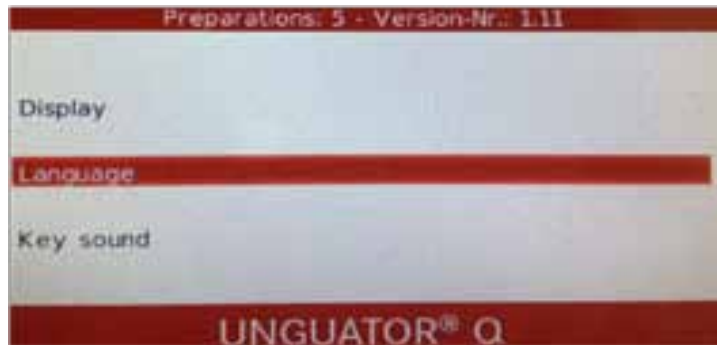 Preparations: 5 - Version-Nr.: 1.11
Display
Language
Key sound
UNGUATOR® Q